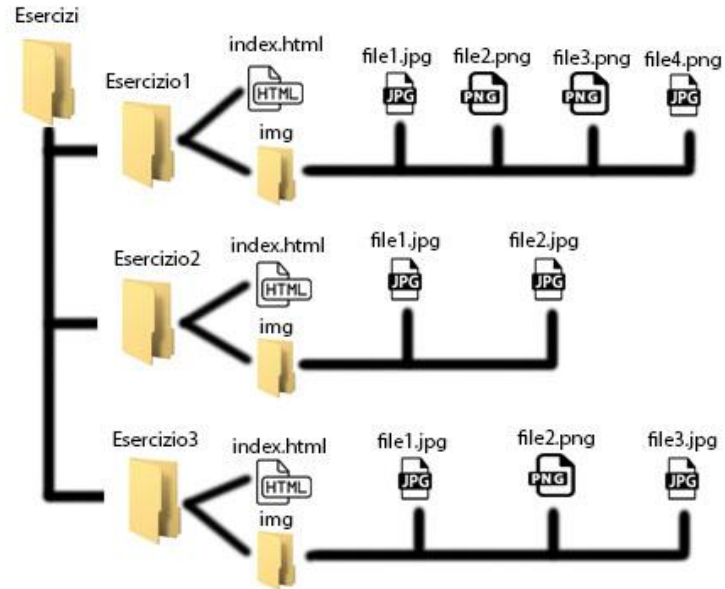 Esercizi
Esercizio1
index.html
HTML
img
file1.jpg
JPG
file2.png
PNG
file3.png
PNG
file4.png
JPG
Esercizio2
index.html
HTML
img
file1.jpg
JPG
file2.jpg
JPG
Esercizio3
index.html
HTML
img
file1.jpg
JPG
file2.png
PNG
file3.jpg
JPG